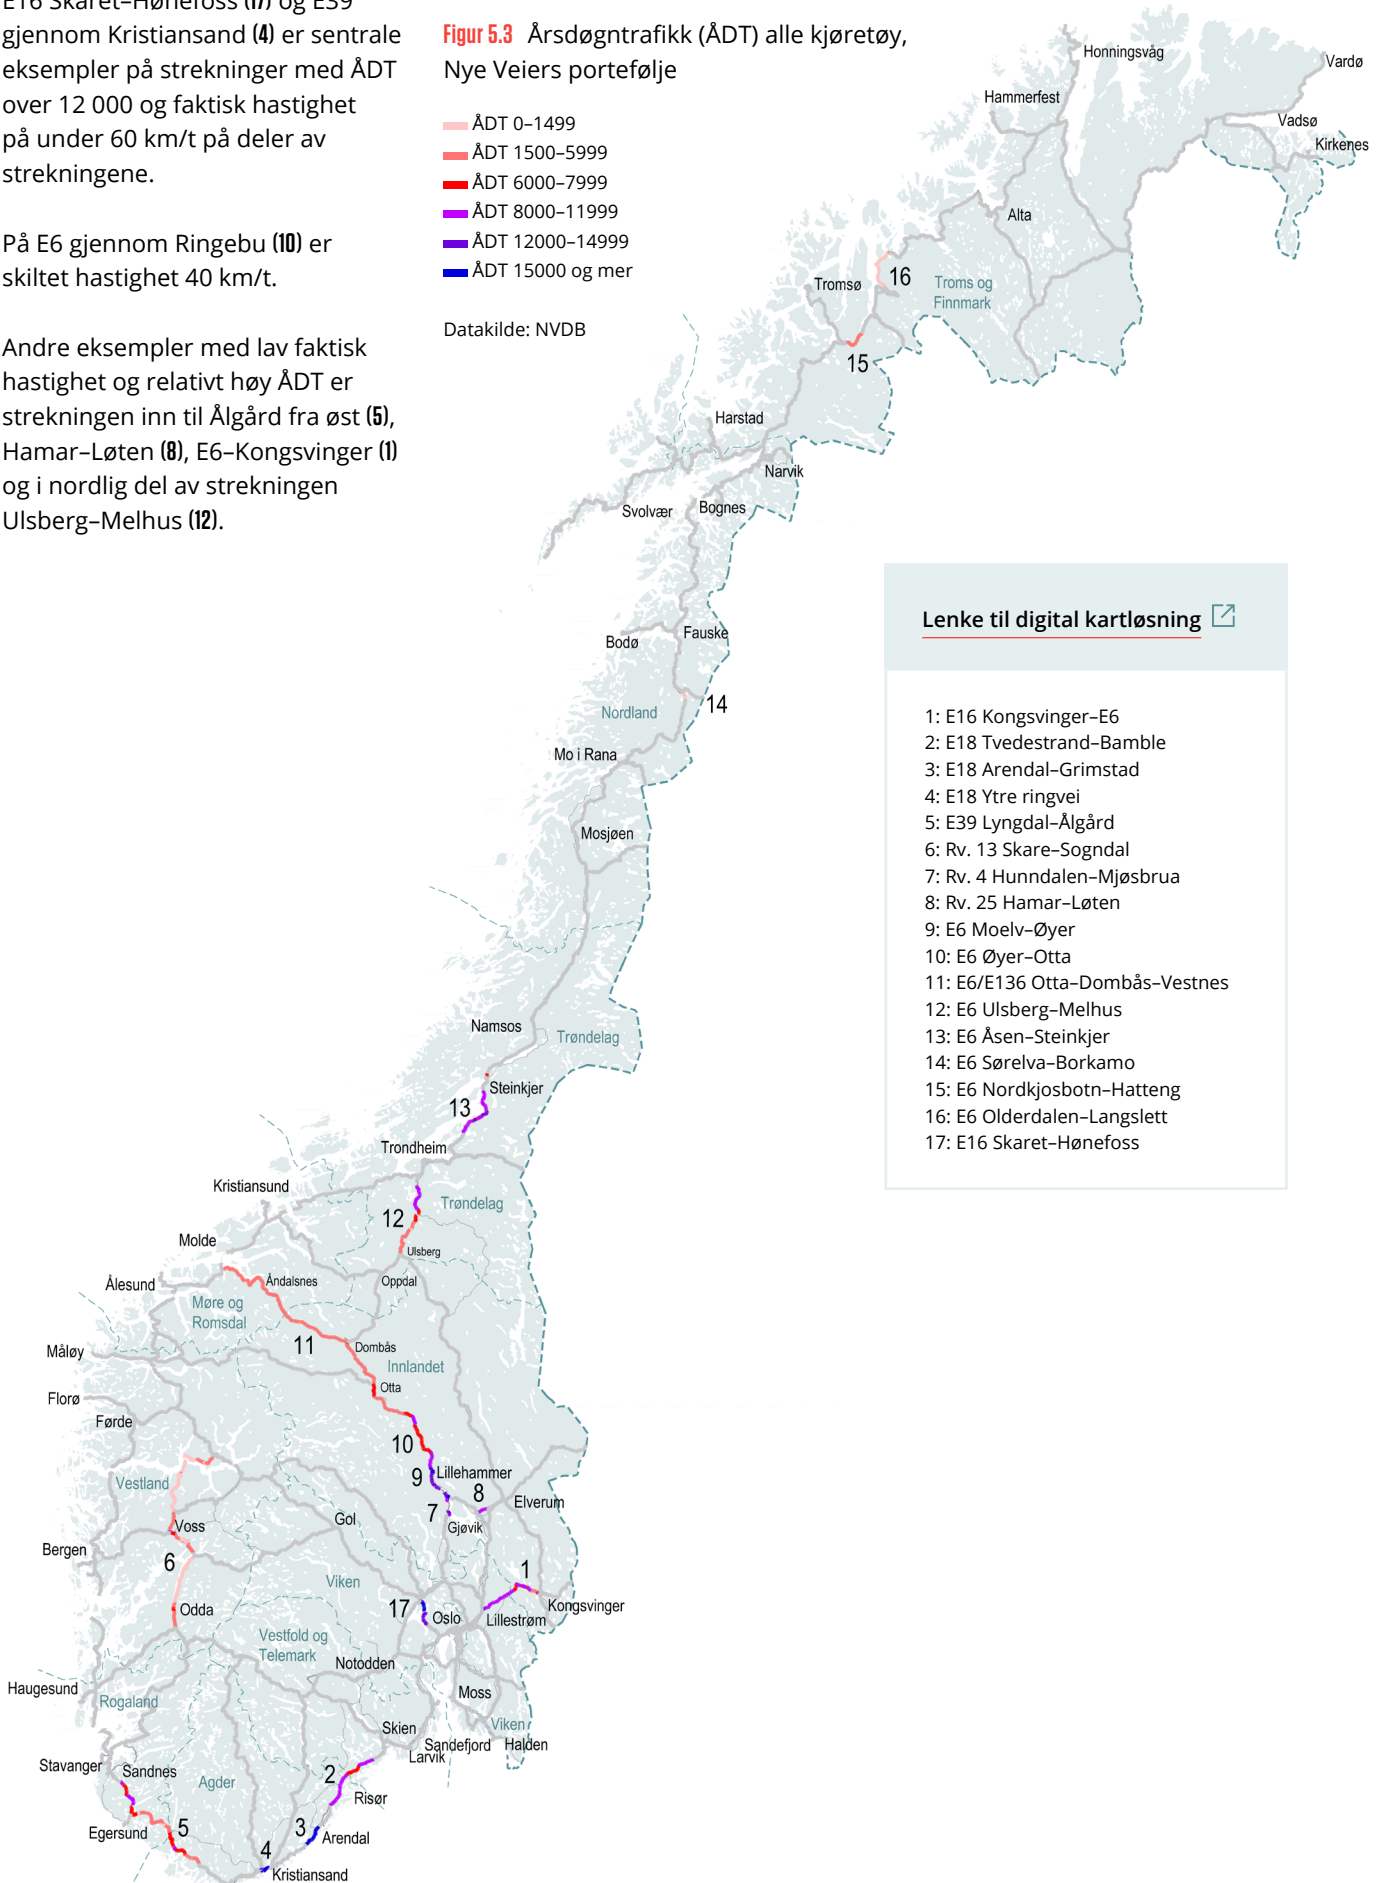 E16 Skaret–Hønefoss (17) og E39
gjennom Kristiansand (4) er sentrale
eksempler på strekninger med ÅDT
over 12 000 og faktisk hastighet
på under 60 km/t på deler av
strekningene.
På E6 gjennom Ringebu (10) er
skiltet hastighet 40 km/t.
Andre eksempler med lav faktisk
hastighet og relativt høy ÅDT er
strekningen inn til Ålgård fra øst (5),
Hamar–Løten (8), E6–Kongsvinger (1)
og i nordlig del av strekningen
Ulsberg–Melhus (12).
Figur 5.3 Årsdøgntrafikk (ÅDT) alle kjøretøy,
Nye Veiers portefølje
ÅDT 0–1499
ÅDT 1500–5999
ÅDT 6000–7999
ÅDT 8000–11999
ÅDT 12000–14999
ÅDT 15000 og mer
Datakilde: NVDB
Honningsvåg
Vardø
Hammerfest
Vadsø
Kirkenes
Alta
16
Tromsø
Troms og
Finnmark
15
Harstad
Narvik
Svolvær
Bognes
Fauske
Bodø
14
Nordland
Mo i Rana
Mosjøen
Namsos
Trøndelag
Steinkjer
13
Trondheim
Kristiansund
Trøndelag
12
Molde
Ulsberg
Ålesund
Åndalsnes
Oppdal
Møre og
Romsdal
11
Dombås
Måløy
Innlandet
Otta
Florø
Førde
10
Lillehammer
9
Vestland
8
Elverum
7
Gjøvik
Gol
Voss
Bergen
6
1
Viken
Kongsvinger
Odda
17
Oslo
Lillestrøm
Vestfold og
Telemark
Notodden
Haugesund
Rogaland
Moss
Skien
Viken
Sandefjord
Halden
Larvik
Stavanger
Sandnes
Agder
2
Risør
Egersund
5
3
Arendal
4
Kristiansand
Lenke til digital kartløsning
1: E16 Kongsvinger–E6
2: E18 Tvedestrand–Bamble
3: E18 Arendal–Grimstad
4: E18 Ytre ringvei
5: E39 Lyngdal–Ålgård
6: Rv. 13 Skare–Sogndal
7: Rv. 4 Hunndalen–Mjøsbrua
8: Rv. 25 Hamar–Løten
9: E6 Moelv–Øyer
10: E6 Øyer–Otta
11: E6/E136 Otta–Dombås–Vestnes
12: E6 Ulsberg–Melhus
13: E6 Åsen–Steinkjer
14: E6 Sørelva–Borkamo
15: E6 Nordkjosbotn–Hatteng
16: E6 Olderdalen–Langslett
17: E16 Skaret–Hønefoss